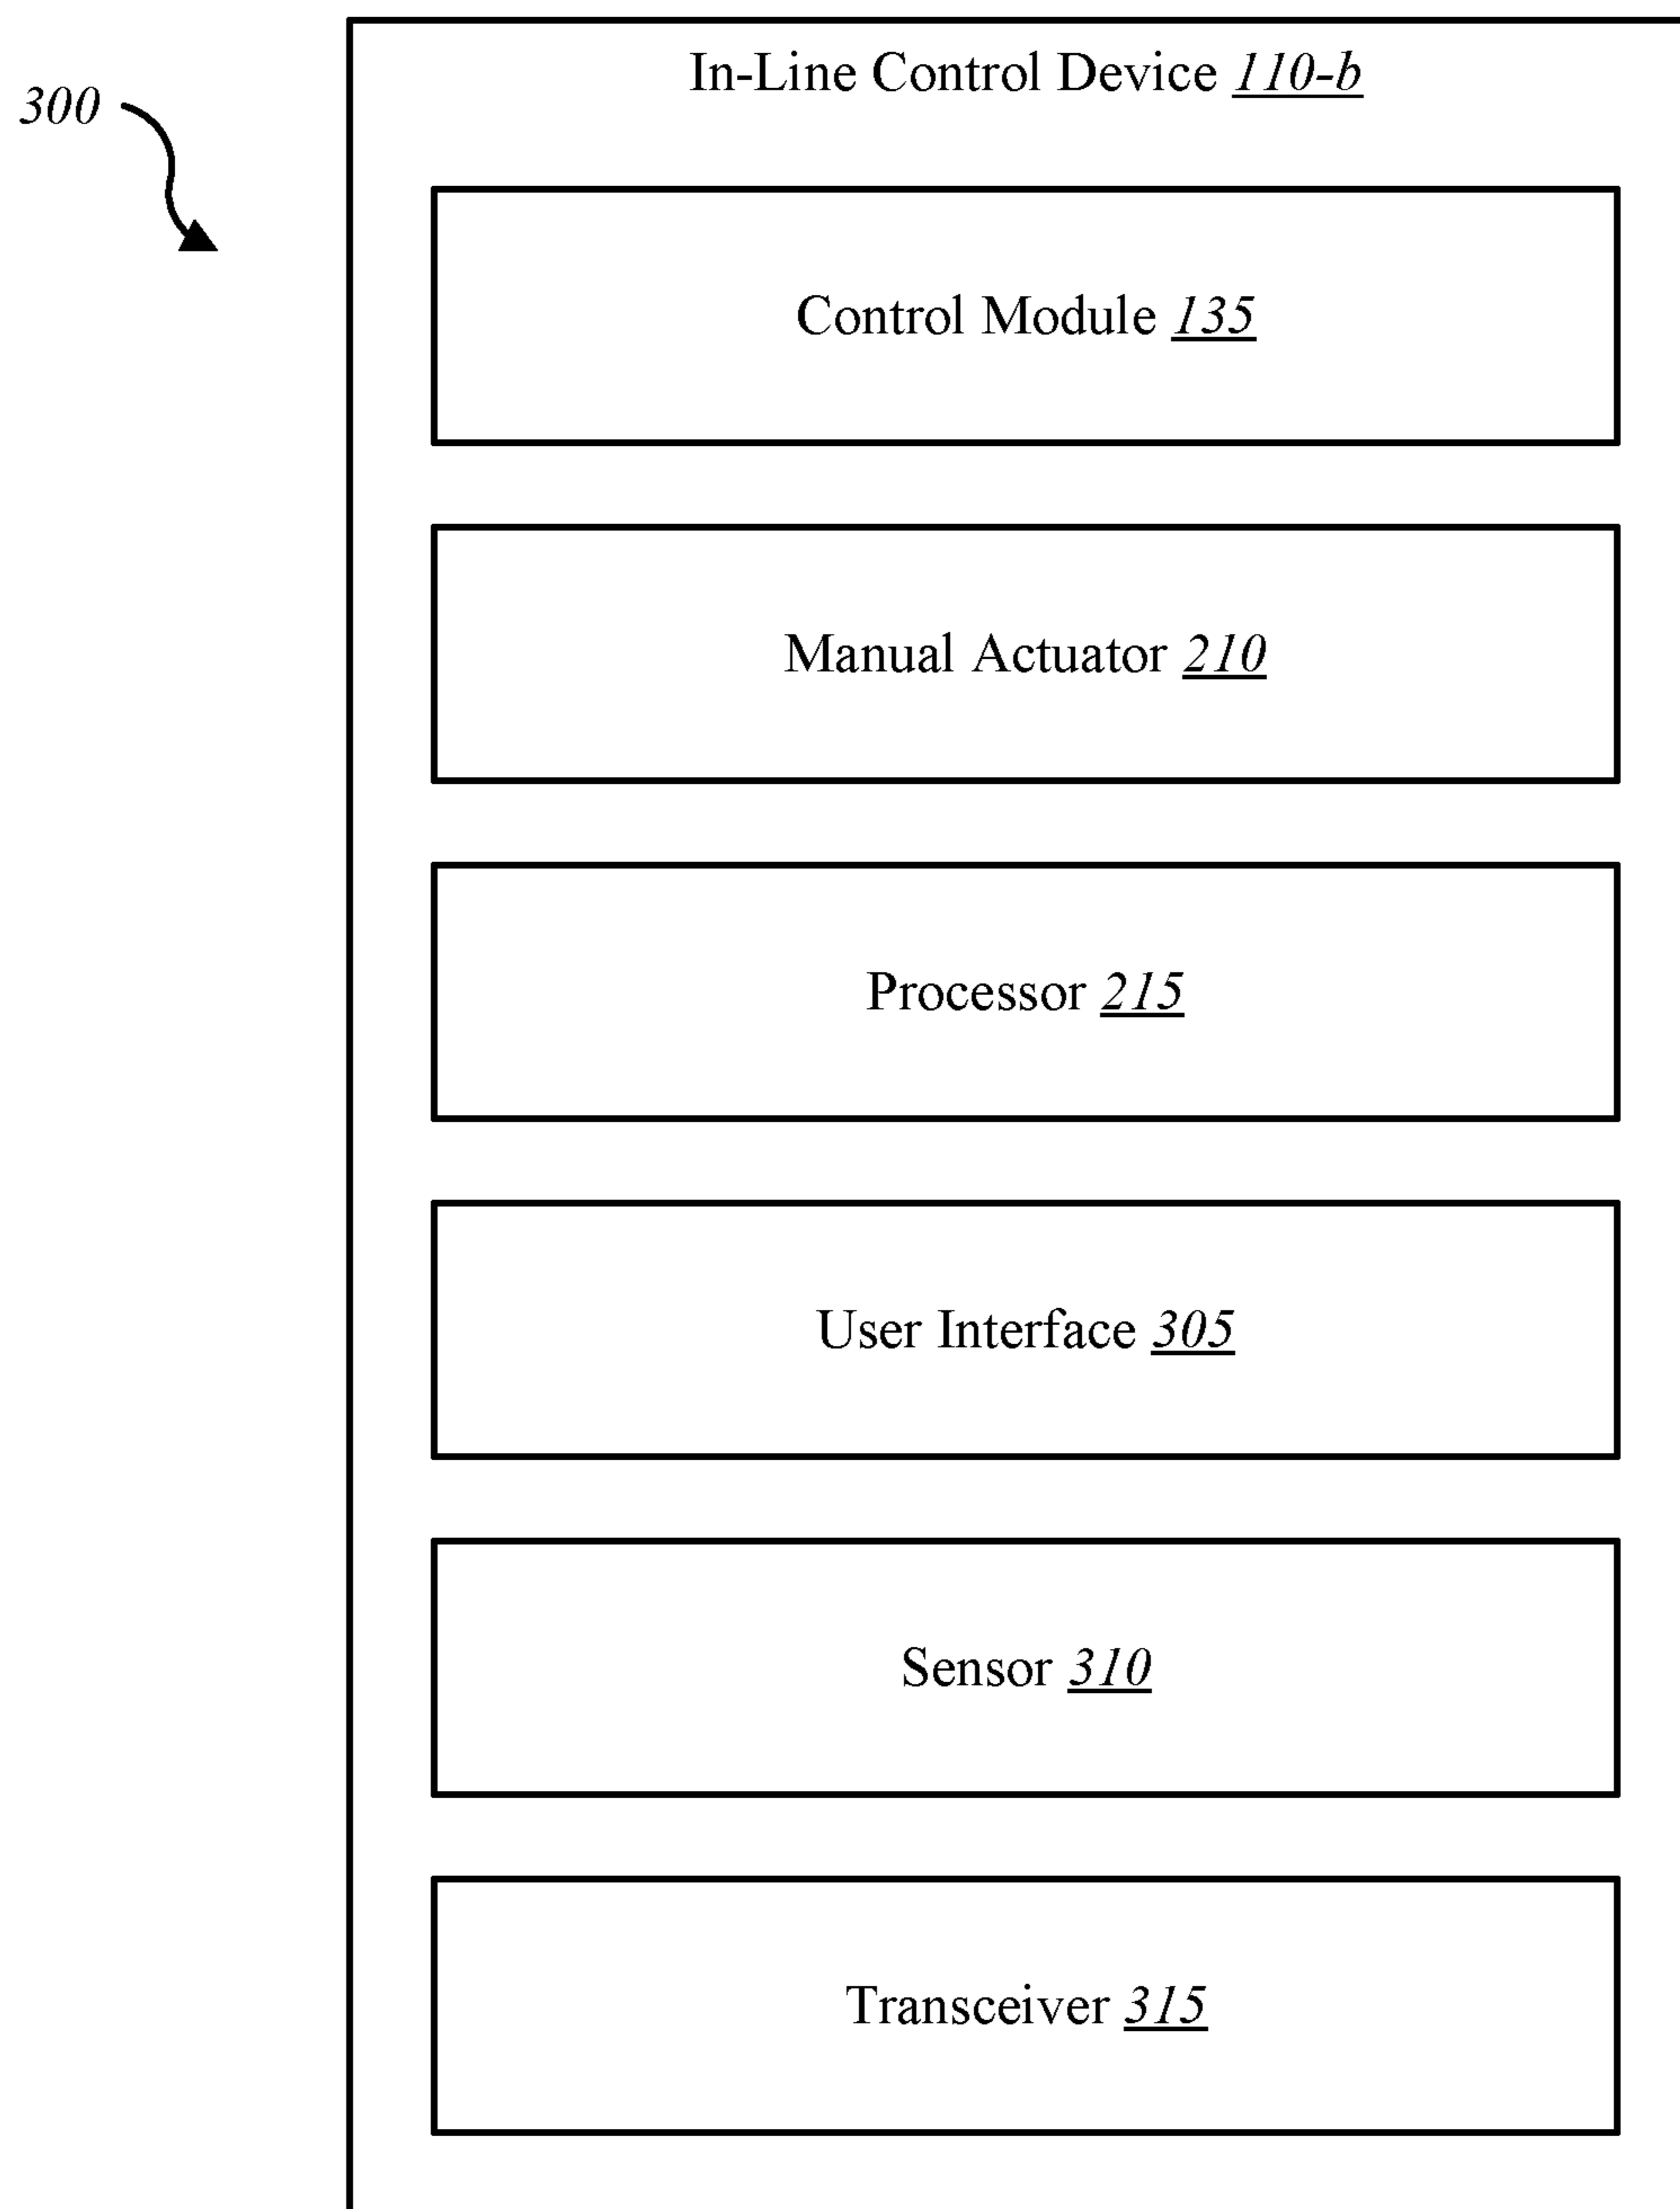 In-Line Control Device 110-b
300
Control Module 135
Manual Actuator 210
Processor 215
User Interface 305
Sensor 310
Transceiver 315